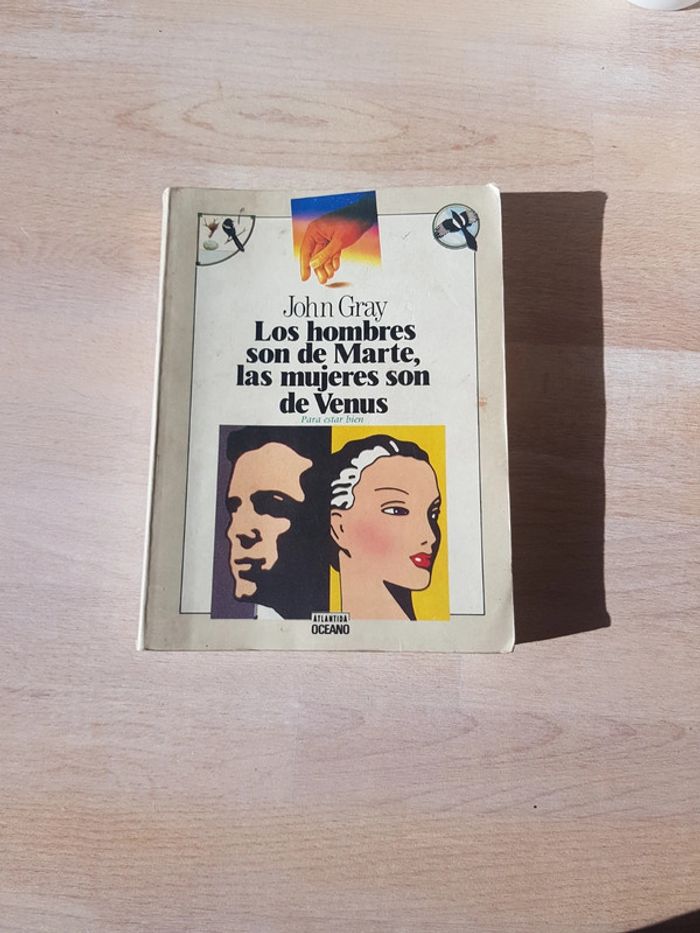 John Gray
Los hombres
son de Marte,
las mujeres son
de Venus
Para estar bien
ATLANTIDA
OCEANO